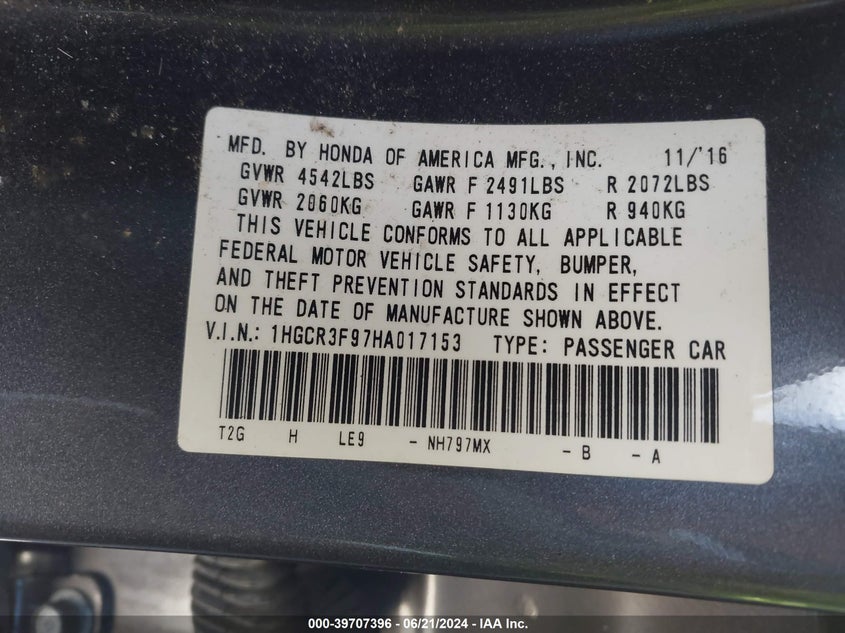 MFD. BY HONDA OF AMERICA MFG., INC. 11/'16
GVWR 4542LBS GAWR F 2491LBS R 2072LBS
GVWR 2060KG GAWR F 1130KG R 940KG
THIS VEHICLE CONFORMS TO ALL APPLICABLE
FEDERAL MOTOR VEHICLE SAFETY, BUMPER,
AND THEFT PREVENTION STANDARDS IN EFFECT
ON THE DATE OF MANUFACTURE SHOWN ABOVE.
V.I.N.: 1HGCR3F97HA017153 TYPE: PASSENGER CAR
T2G H LE9 - NH797MX - B - A
000-39707396 - 06/21/2024 - IAA Inc.